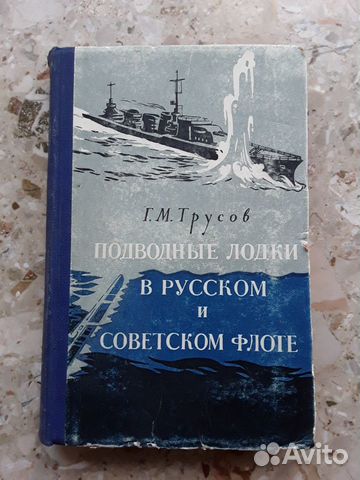 Г.М. Трусов
ПОДВОДНЫЕ ЛОДКИ
В РУССКОМ
и
СОВЕТСКОМ ФЛОТЕ
Avito